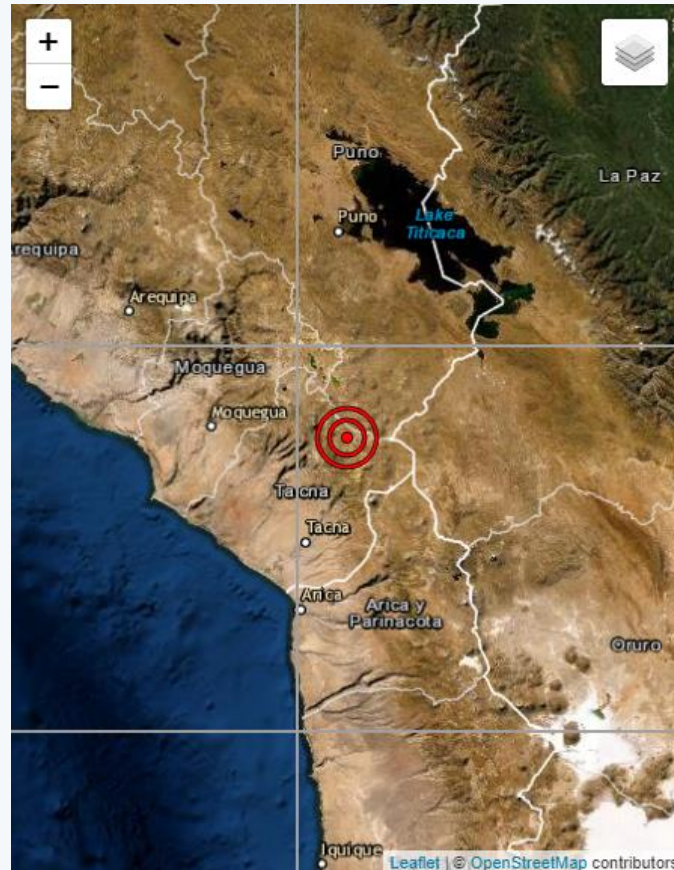 +
−
Puno
La Paz
Puno
Lake
Titicaca
requipa
Arequipa
Moquegua
Moquegua
Tacna
Tacna
Arica
Arica y
Parinacota
Oruro
Iquique
Leaflet | © OpenStreetMap contributors